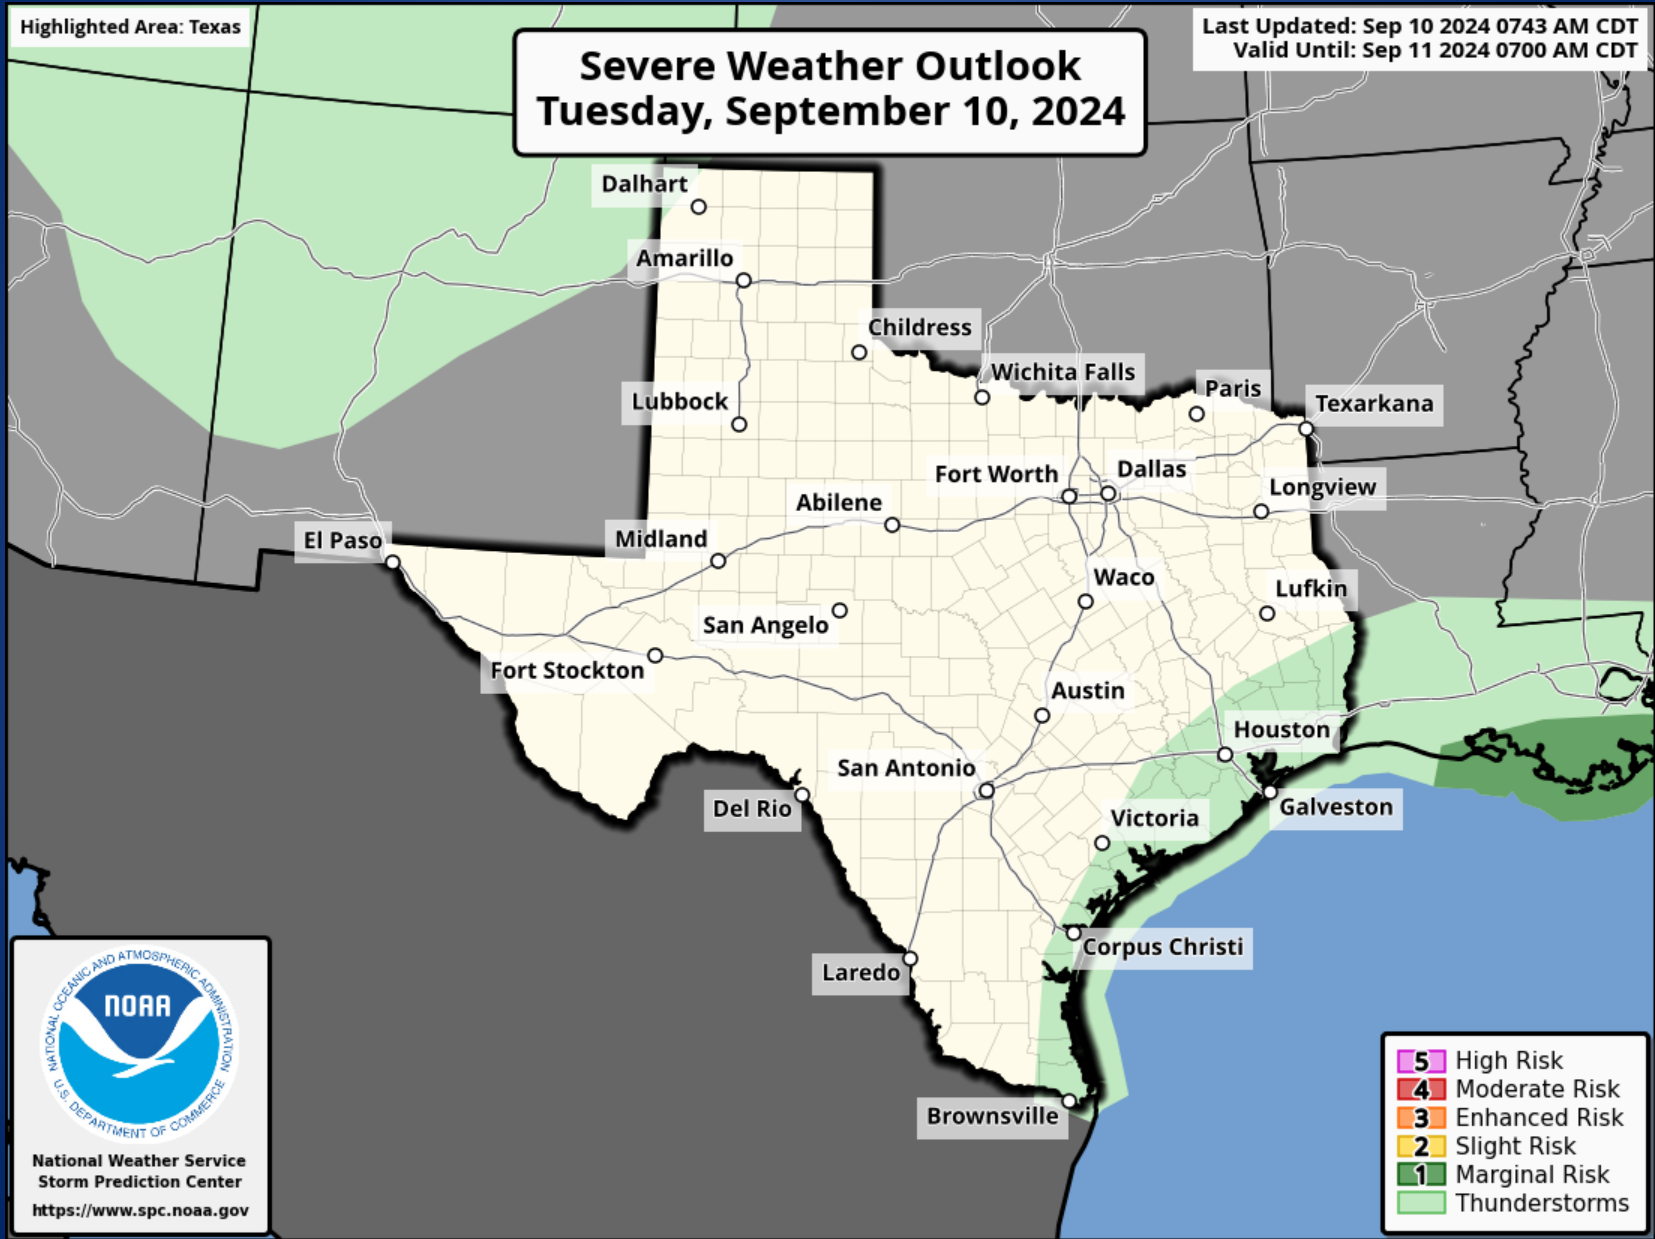 Highlighted Area: Texas
Severe Weather Outlook
Tuesday, September 10, 2024
Last Updated: Sep 10 2024 0743 AM CDT
Valid Until: Sep 11 2024 0700 AM CDT
Dalhart
Amarillo
Childress
Wichita Falls
Paris
Texarkana
Lubbock
Fort Worth
Dallas
Longview
Abilene
El Paso
Midland
Waco
Lufkin
San Angelo
Fort Stockton
Austin
Houston
San Antonio
Del Rio
Galveston
Victoria
Corpus Christi
Laredo
Brownsville
NATIONAL OCEANIC AND ATMOSPHERIC ADMINISTRATION
NOAA
U.S. DEPARTMENT OF COMMERCE
National Weather Service
Storm Prediction Center
https://www.spc.noaa.gov
5 High Risk
4 Moderate Risk
3 Enhanced Risk
2 Slight Risk
1 Marginal Risk
Thunderstorms